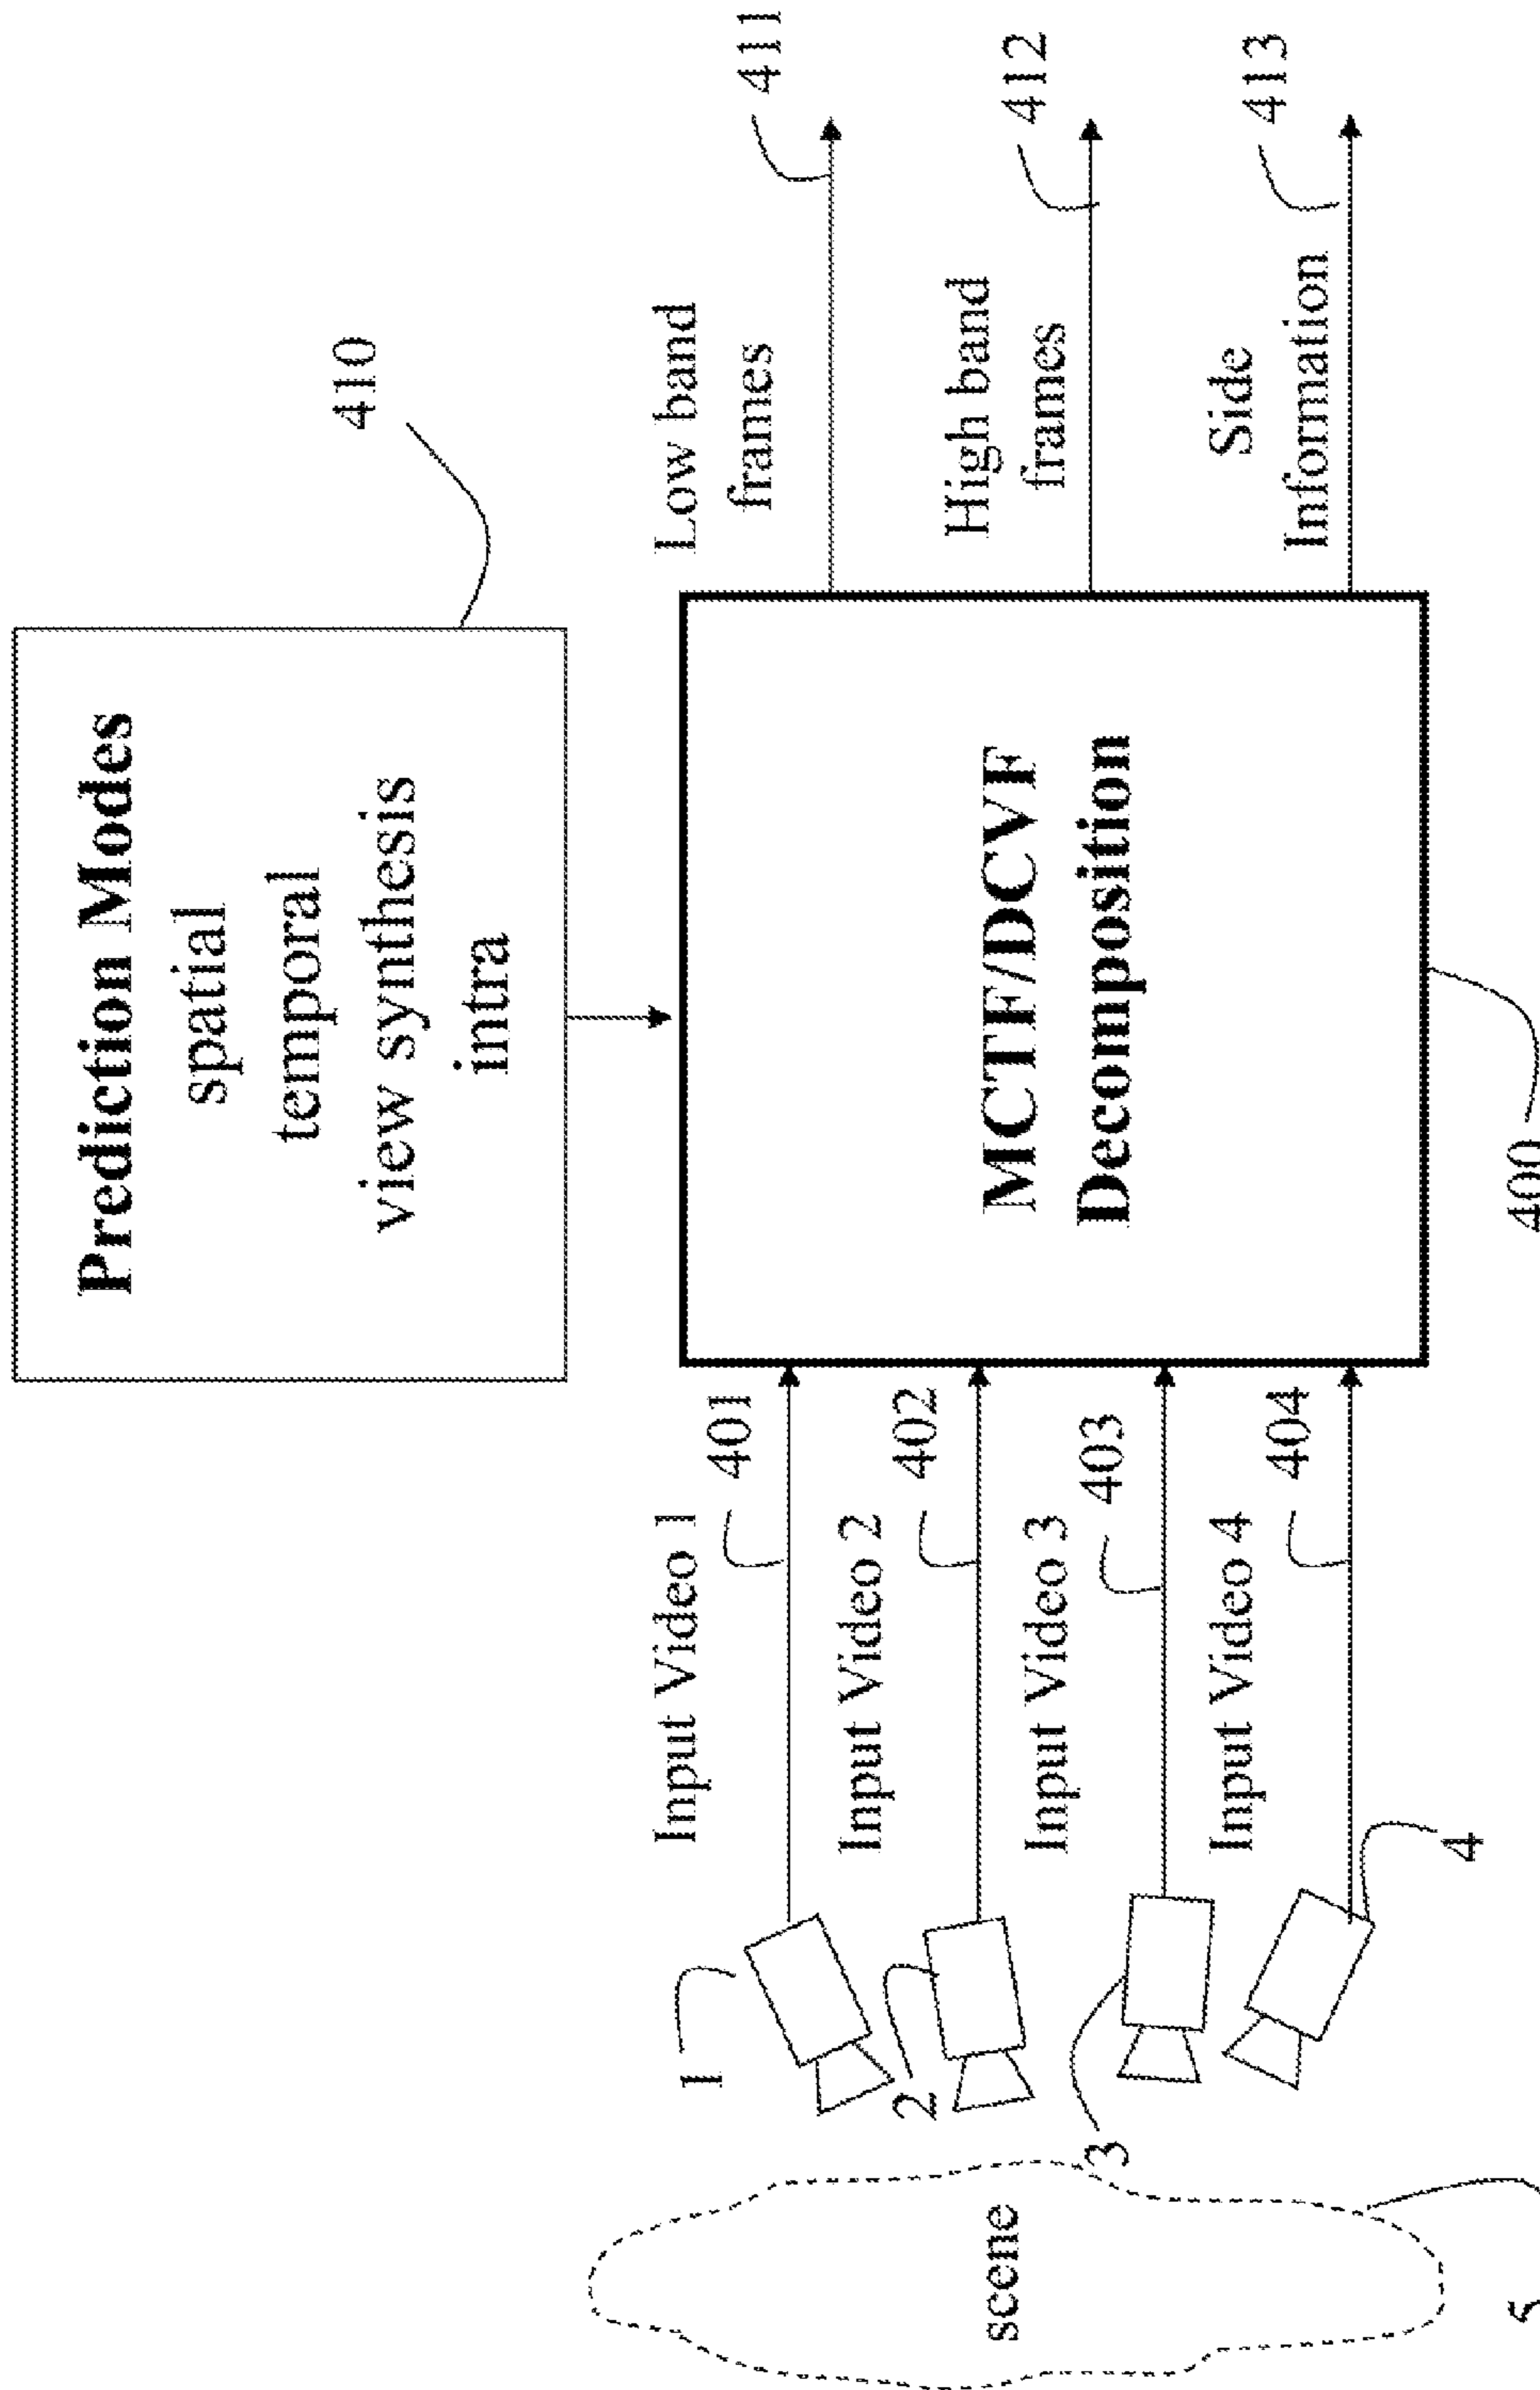 Prediction Modes
spatial
temporal
view synthesis
intra
410
Input Video 1
401
Input Video 2
402
Input Video 3
403
Input Video 4
404
1
2
3
4
scene
5
MCTF/DCVF
Decomposition
400
Low band
frames
411
High band
frames
412
Side
Information
413